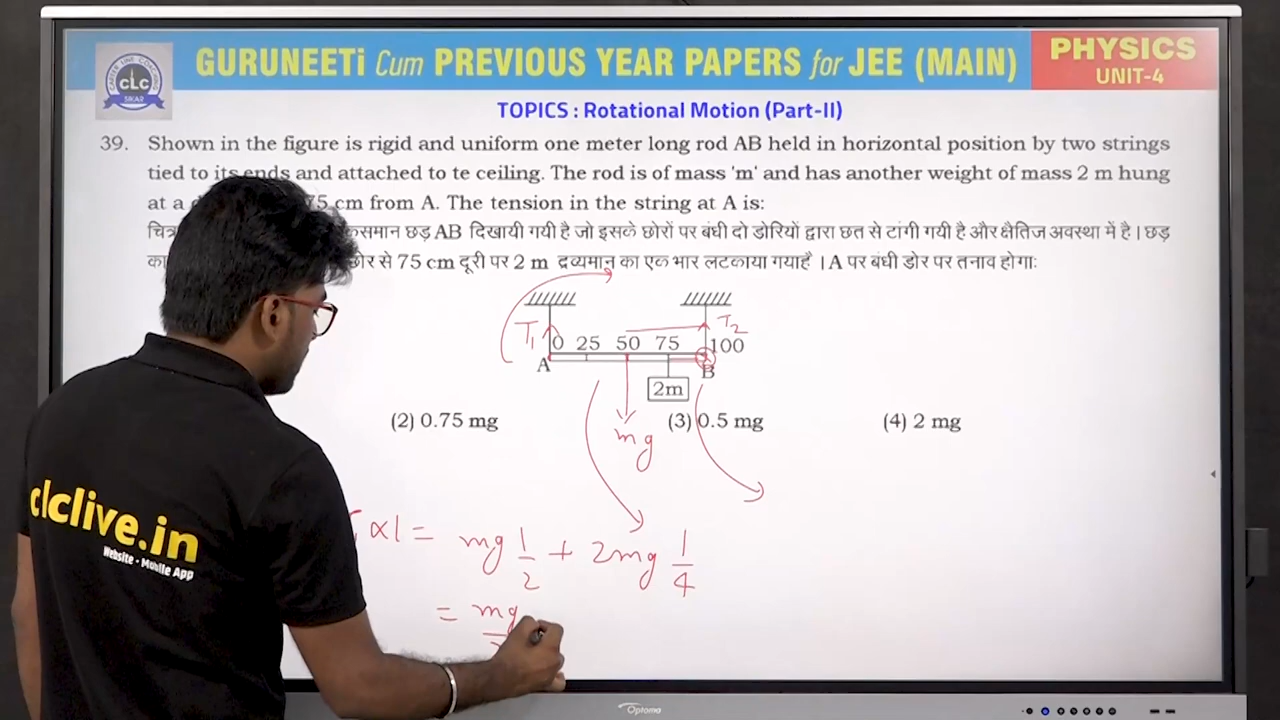 CLC
SIKAR
GURUNEETi Cum PREVIOUS YEAR PAPERS for JEE (MAIN)
PHYSICS
UNIT-4
TOPICS : Rotational Motion (Part-II)
39. Shown in the figure is rigid and uniform one meter long rod AB held in horizontal position by two strings
tied to its ends and attached to te ceiling. The rod is of mass 'm' and has another weight of mass 2 m hung
at a 75 cm from A. The tension in the string at A is:
चित्र समान छड़ AB दिखायी गयी है जो इसके छोरों पर बंधी दो डोरियों द्वारा छत से टांगी गयी है और क्षैतिज अवस्था में है। छड़
का छोर से 75 cm दूरी पर 2 m द्रव्यमान का एक भार लटकाया गयाहै । A पर बंधी डोर पर तनाव होगाः
T1 0 25 50 75 100 T2
A B
2m
mg
(2) 0.75 mg (3) 0.5 mg (4) 2 mg
x1 = mg 1/2 + 2mg 1/4
= mg
clclive.in
Website - Mobile App
Optoma